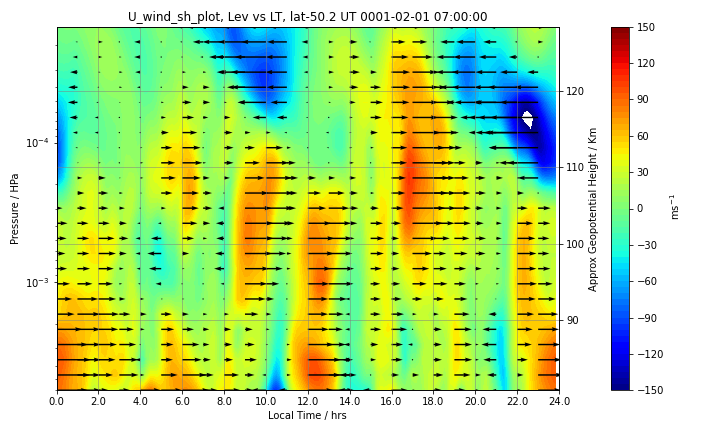 U_wind_sh_plot, Lev vs LT, lat-50.2 UT 0001-02-01 07:00:00
Pressure / HPa
10⁻⁴
10⁻³
0.0 2.0 4.0 6.0 8.0 10.0 12.0 14.0 16.0 18.0 20.0 22.0 24.0
Local Time / hrs
120
110
100
90
Approx Geopotential Height / Km
150
120
90
60
30
0
−30
−60
−90
−120
−150
ms⁻¹